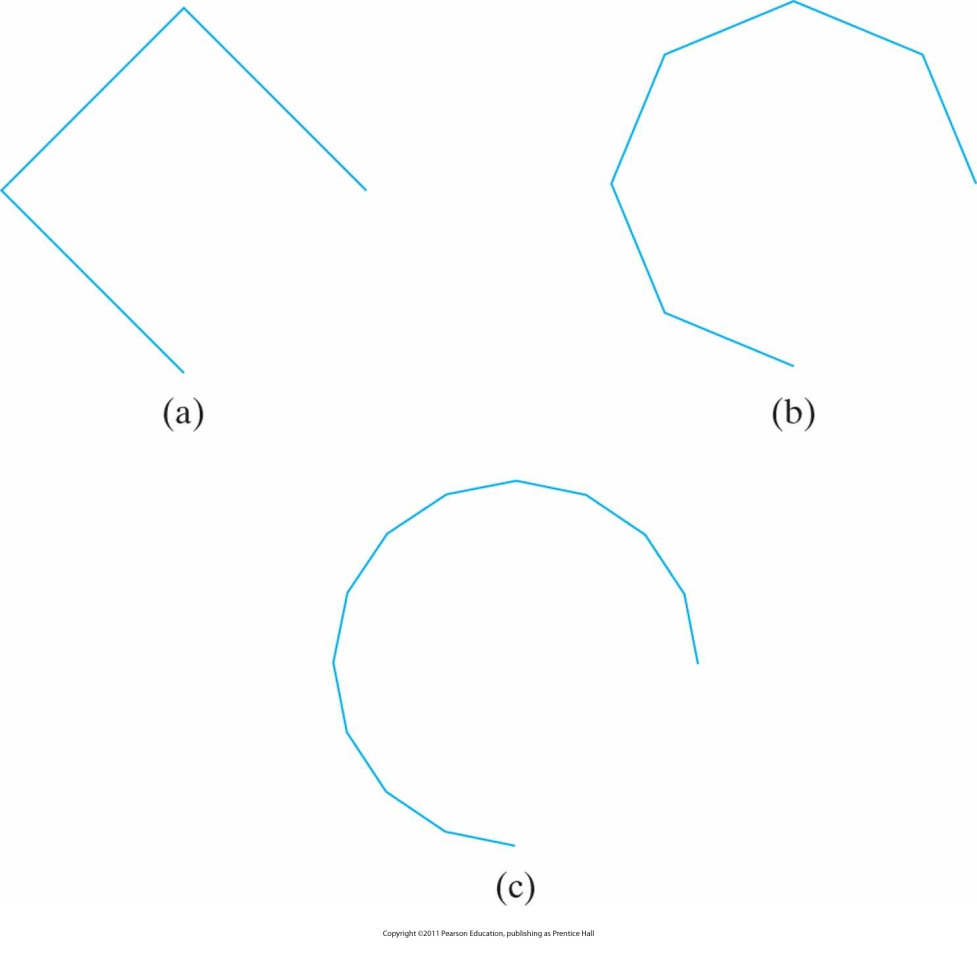 (a)
(b)
(c)
Copyright ©2011 Pearson Education, publishing as Prentice Hall